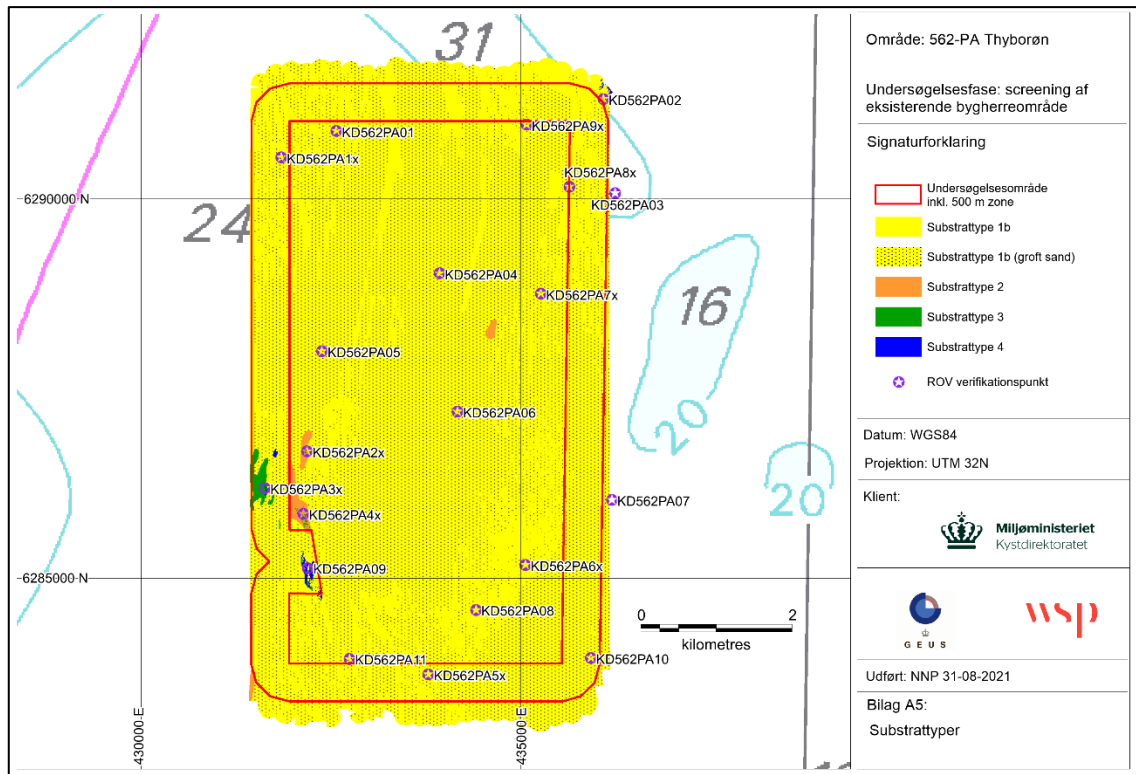 31
24
16
20
20
6290000-N
6285000-N
430000-E
435000-E
KD562PA02
KD562PA9x
KD562PA01
KD562PA1x
KD562PA8x
KD562PA03
KD562PA04
KD562PA7x
KD562PA05
KD562PA06
KD562PA2x
KD562PA3x
KD562PA07
KD562PA4x
KD562PA09
KD562PA6x
KD562PA08
KD562PA11
KD562PA10
KD562PA5x
0 2
kilometres
Område: 562-PA Thyborøn
Undersøgelsesfase: screening af
eksisterende bygherreområde
Signaturforklaring
Undersøgelsesområde
inkl. 500 m zone
Substrattype 1b
Substrattype 1b (groft sand)
Substrattype 2
Substrattype 3
Substrattype 4
ROV verifikationspunkt
Datum: WGS84
Projektion: UTM 32N
Klient:
Miljøministeriet
Kystdirektoratet
GEUS
wsp
Udført: NNP 31-08-2021
Bilag A5:
Substrattyper